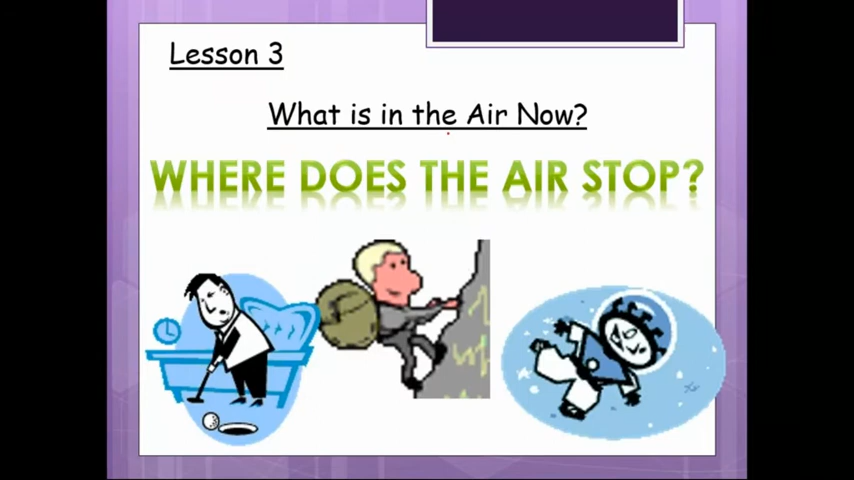 Lesson 3
What is in the Air Now?
WHERE DOES THE AIR STOP?